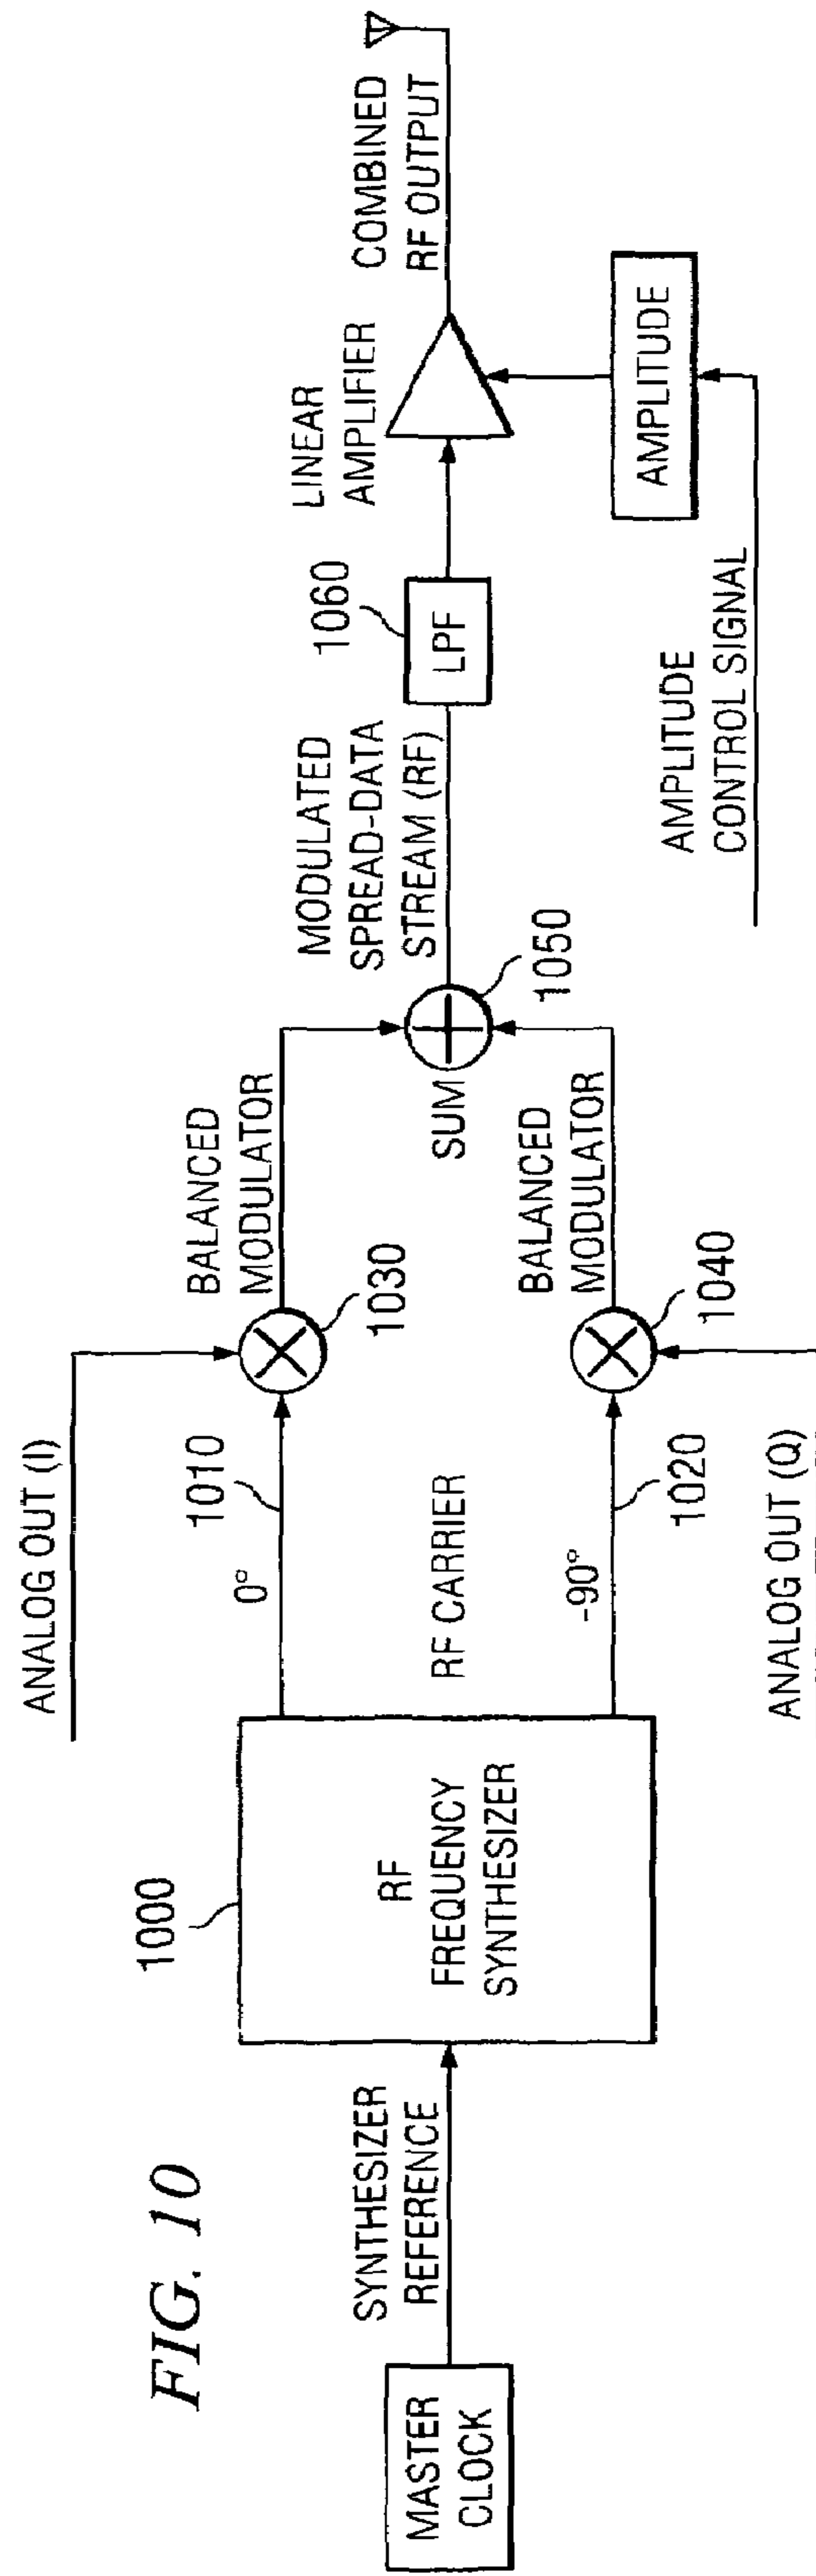 FIG. 10
MASTER
CLOCK
SYNTHESIZER
REFERENCE
1000
RF
FREQUENCY
SYNTHESIZER
ANALOG OUT (I)
0°
1010
RF CARRIER
-90°
1020
ANALOG OUT (Q)
BALANCED
MODULATOR
1030
BALANCED
MODULATOR
1040
SUM
1050
MODULATED
SPREAD-DATA
STREAM (RF)
1060
LPF
LINEAR
AMPLIFIER
AMPLITUDE
CONTROL SIGNAL
AMPLITUDE
COMBINED
RF OUTPUT